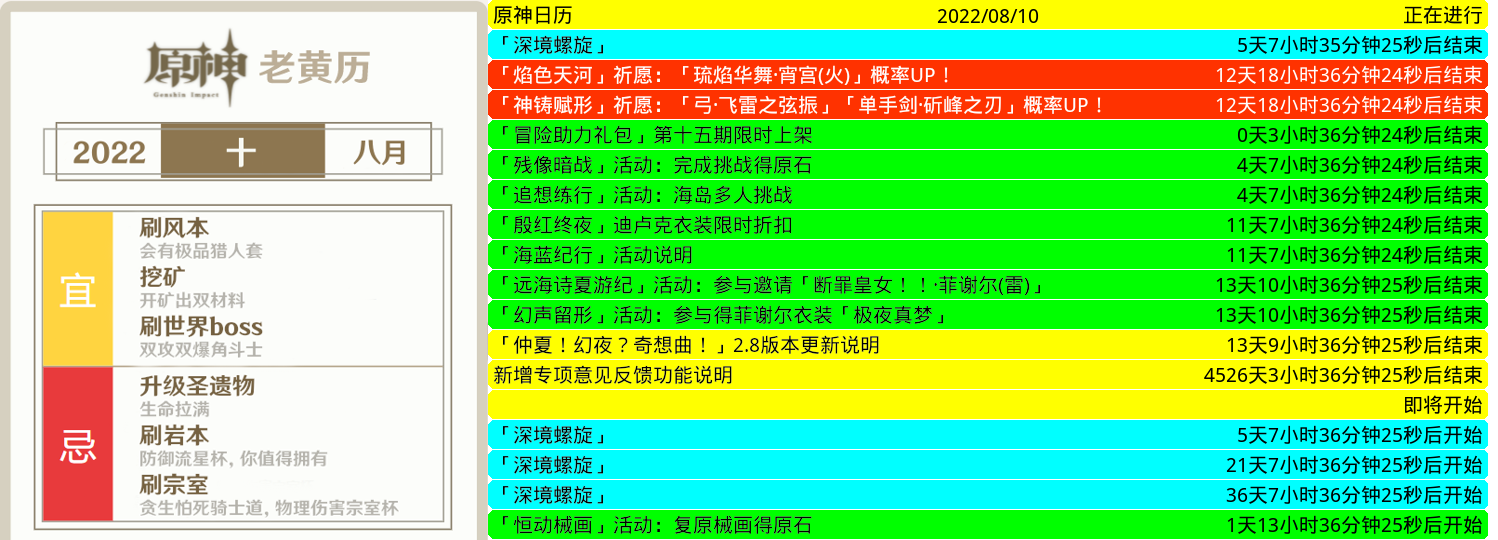 原神
Genshin Impact
老黄历
2022 十 八月
宜
刷风本
会有极品猎人套
挖矿
开矿出双材料
刷世界boss
双攻双爆角斗士
忌
升级圣遗物
生命拉满
刷岩本
防御流星杯, 你值得拥有
刷宗室
贪生怕死骑士道, 物理伤害宗室杯
原神日历 2022/08/10 正在进行
「深境螺旋」 5天7小时35分钟25秒后结束
「焰色天河」祈愿：「琉焰华舞·宵宫(火)」概率UP！ 12天18小时36分钟24秒后结束
「神铸赋形」祈愿：「弓·飞雷之弦振」「单手剑·斫峰之刃」概率UP！ 12天18小时36分钟24秒后结束
「冒险助力礼包」第十五期限时上架 0天3小时36分钟24秒后结束
「残像暗战」活动：完成挑战得原石 4天7小时36分钟24秒后结束
「追想练行」活动：海岛多人挑战 4天7小时36分钟24秒后结束
「殷红终夜」迪卢克衣装限时折扣 11天7小时36分钟24秒后结束
「海蓝纪行」活动说明 11天7小时36分钟24秒后结束
「远海诗夏游纪」活动：参与邀请「断罪皇女！！·菲谢尔(雷)」 13天10小时36分钟25秒后结束
「幻声留形」活动：参与得菲谢尔衣装「极夜真梦」 13天10小时36分钟25秒后结束
「仲夏！幻夜？奇想曲！」2.8版本更新说明 13天9小时36分钟25秒后结束
新增专项意见反馈功能说明 4526天3小时36分钟25秒后结束
即将开始
「深境螺旋」 5天7小时36分钟25秒后开始
「深境螺旋」 21天7小时36分钟25秒后开始
「深境螺旋」 36天7小时36分钟25秒后开始
「恒动械画」活动：复原械画得原石 1天13小时36分钟25秒后开始